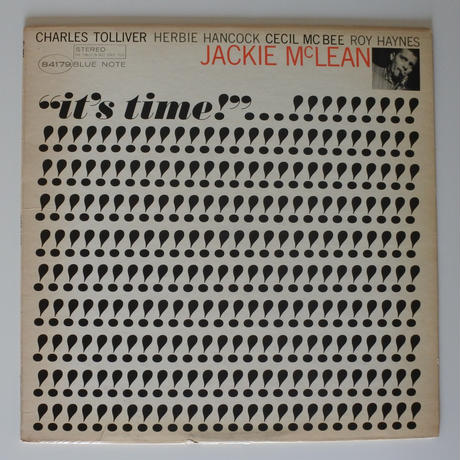 CHARLES TOLLIVER HERBIE HANCOCK CECIL MC BEE ROY HAYNES
STEREO
84179 BLUE NOTE
JACKIE McLEAN
“it's time!”....!!!!!!!!!
!!!!!!!!!!!!!!!!!!!!!!!!!!
!!!!!!!!!!!!!!!!!!!!!!!!!!
!!!!!!!!!!!!!!!!!!!!!!!!!!
!!!!!!!!!!!!!!!!!!!!!!!!!!
!!!!!!!!!!!!!!!!!!!!!!!!!!
!!!!!!!!!!!!!!!!!!!!!!!!!!
!!!!!!!!!!!!!!!!!!!!!!!!!!
!!!!!!!!!!!!!!!!!!!!!!!!!!
!!!!!!!!!!!!!!!!!!!!!!!!!!